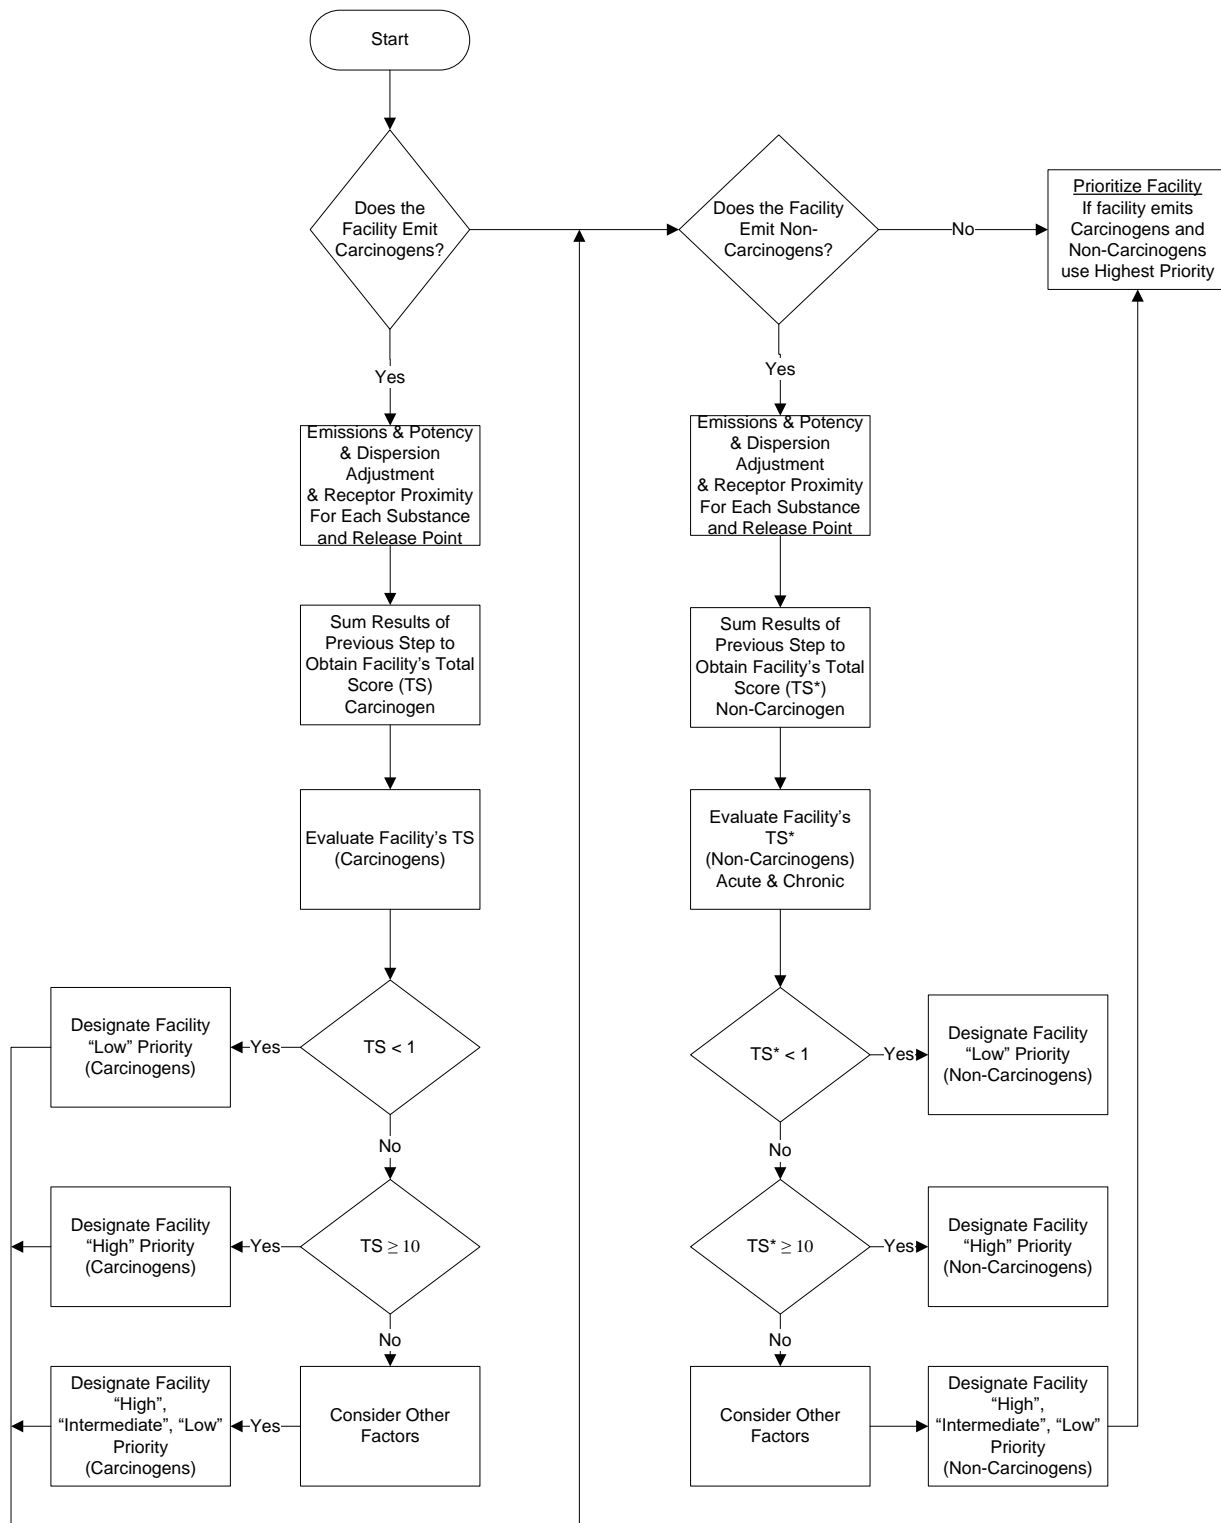 Start
Does the
Facility Emit
Carcinogens?
Does the Facility
Emit Non-
Carcinogens?
No
Prioritize Facility
If facility emits
Carcinogens and
Non-Carcinogens
use Highest Priority
Yes
Yes
Emissions & Potency
& Dispersion
Adjustment
& Receptor Proximity
For Each Substance
and Release Point
Emissions & Potency
& Dispersion
Adjustment
& Receptor Proximity
For Each Substance
and Release Point
Sum Results of
Previous Step to
Obtain Facility's Total
Score (TS)
Carcinogen
Sum Results of
Previous Step to
Obtain Facility's Total
Score (TS*)
Non-Carcinogen
Evaluate Facility's TS
(Carcinogens)
Evaluate Facility's
TS*
(Non-Carcinogens)
Acute & Chronic
Designate Facility
“Low” Priority
(Carcinogens)
Yes
TS < 1
TS* < 1
Yes
Designate Facility
“Low” Priority
(Non-Carcinogens)
No
No
Designate Facility
“High” Priority
(Carcinogens)
Yes
TS ≥ 10
TS* ≥ 10
Yes
Designate Facility
“High” Priority
(Non-Carcinogens)
No
No
Designate Facility
“High”,
“Intermediate”, “Low”
Priority
(Carcinogens)
Yes
Consider Other
Factors
Consider Other
Factors
Designate Facility
“High”,
“Intermediate”, “Low”
Priority
(Non-Carcinogens)